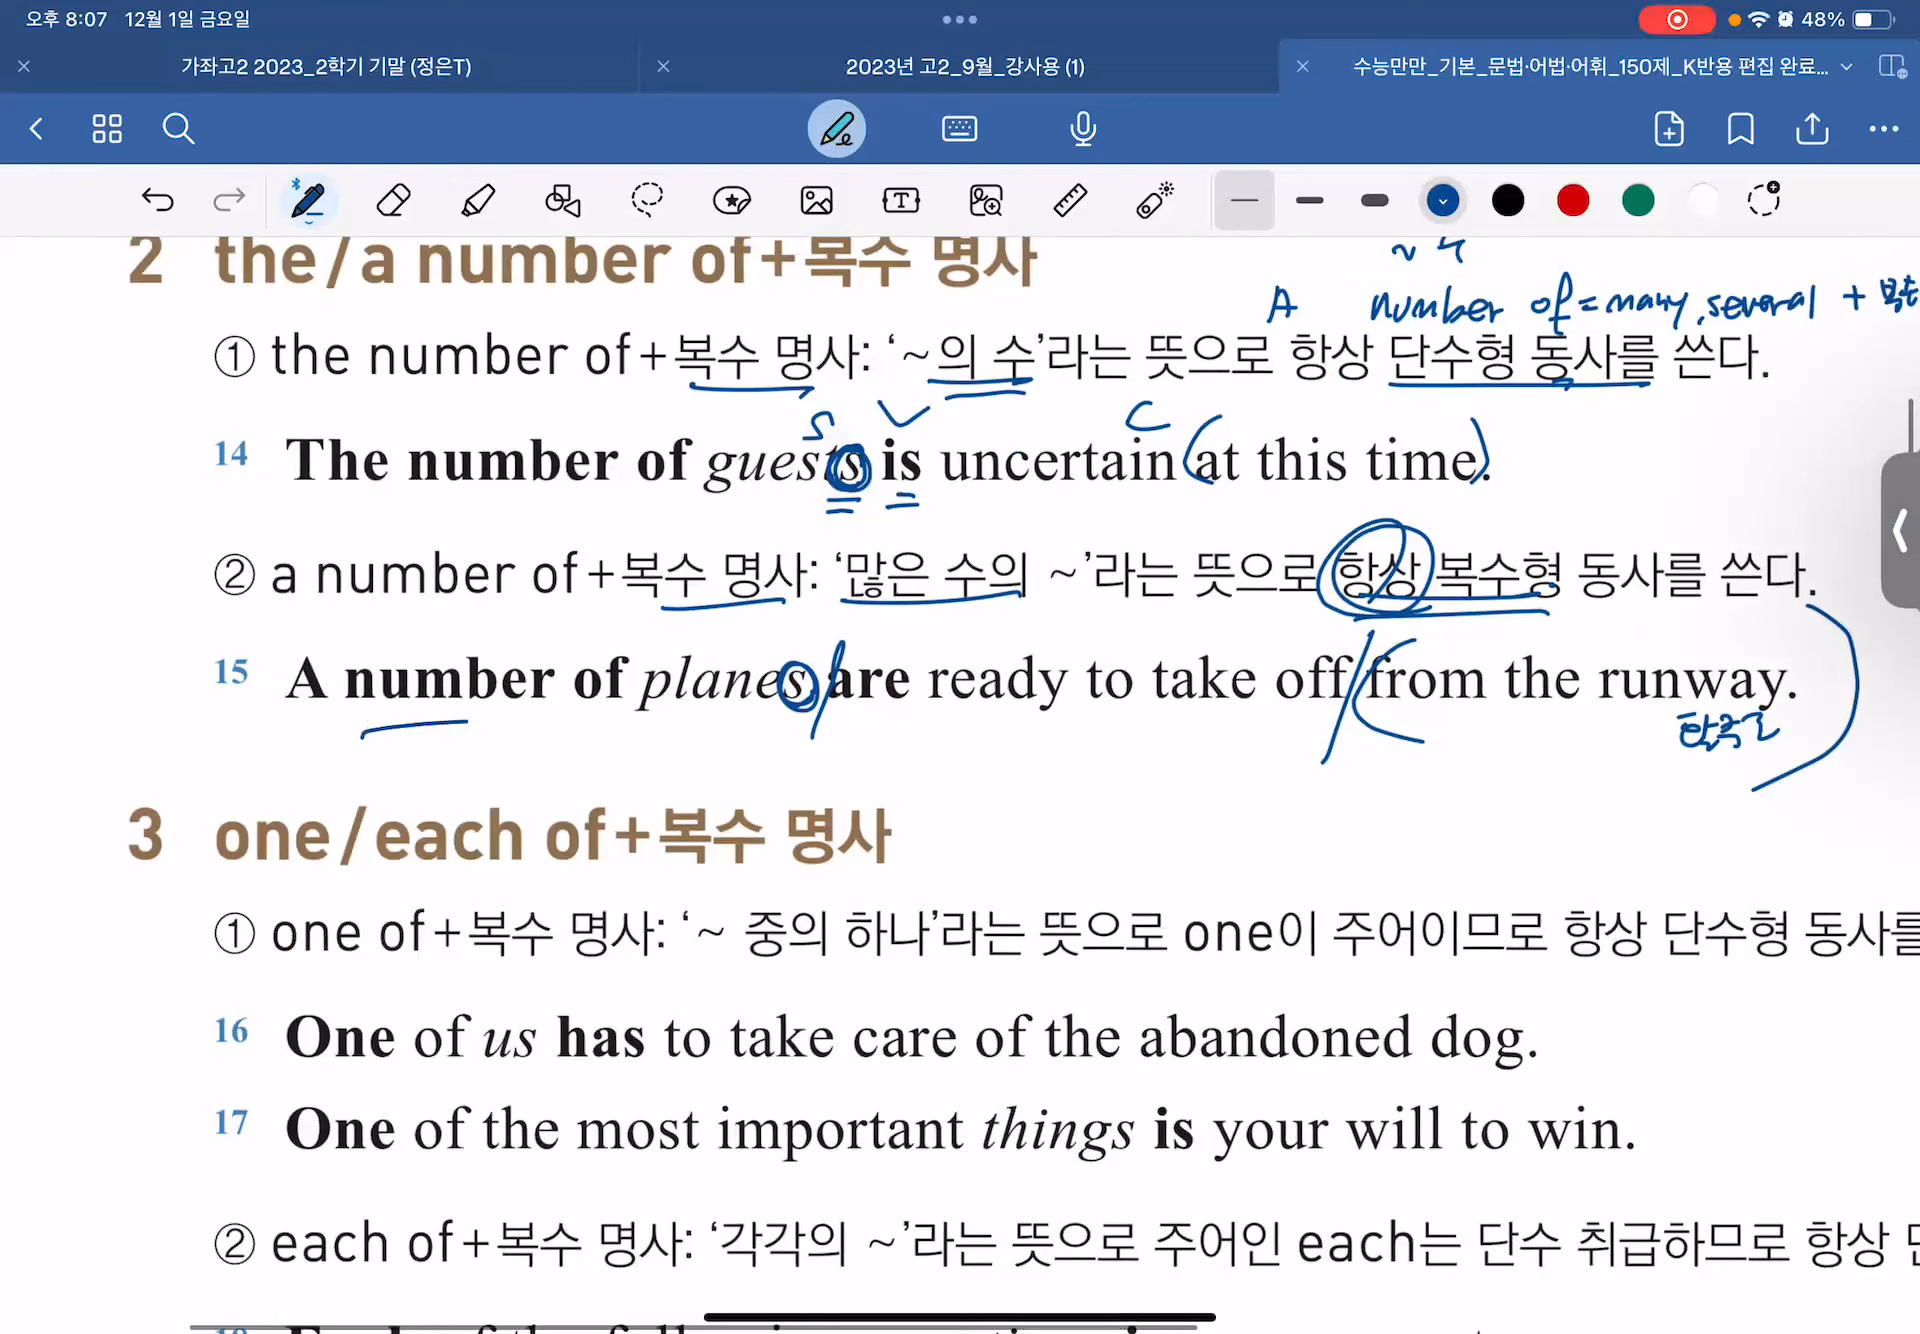 오후 8:07 12월 1일 금요일
48%
가좌고2 2023_2학기 기말 (정은T)
2023년 고2_9월_강사용 (1)
수능만만_기본_문법·어법·어휘_150제_K반용 편집 완료...
2 the/a number of+복수 명사
~ 수
A number of = many, several + 복수
① the number of+복수 명사: ‘~의 수’라는 뜻으로 항상 단수형 동사를 쓴다.
S V C
14 The number of guests is uncertain (at this time).
② a number of+복수 명사: ‘많은 수의 ~’라는 뜻으로 항상 복수형 동사를 쓴다.
15 A number of planes are ready to take off from the runway.
활주로
3 one/each of+복수 명사
① one of+복수 명사: ‘~ 중의 하나’라는 뜻으로 one이 주어이므로 항상 단수형 동사를
16 One of us has to take care of the abandoned dog.
17 One of the most important things is your will to win.
② each of+복수 명사: ‘각각의 ~’라는 뜻으로 주어인 each는 단수 취급하므로 항상